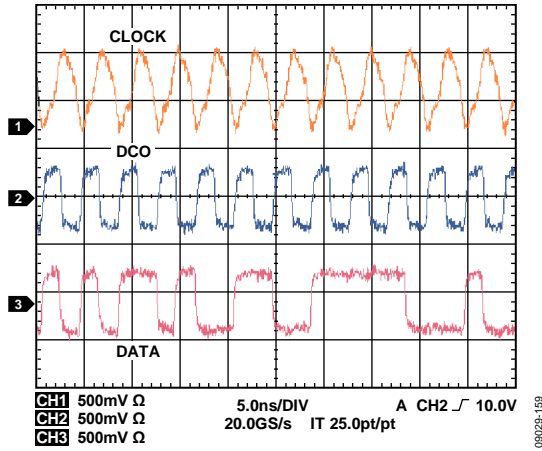 CLOCK
1
DCO
2
3
DATA
CH1 500mV Ω
CH2 500mV Ω
CH3 500mV Ω
5.0ns/DIV
20.0GS/s IT 25.0pt/pt
A CH2 10.0V
09029-159